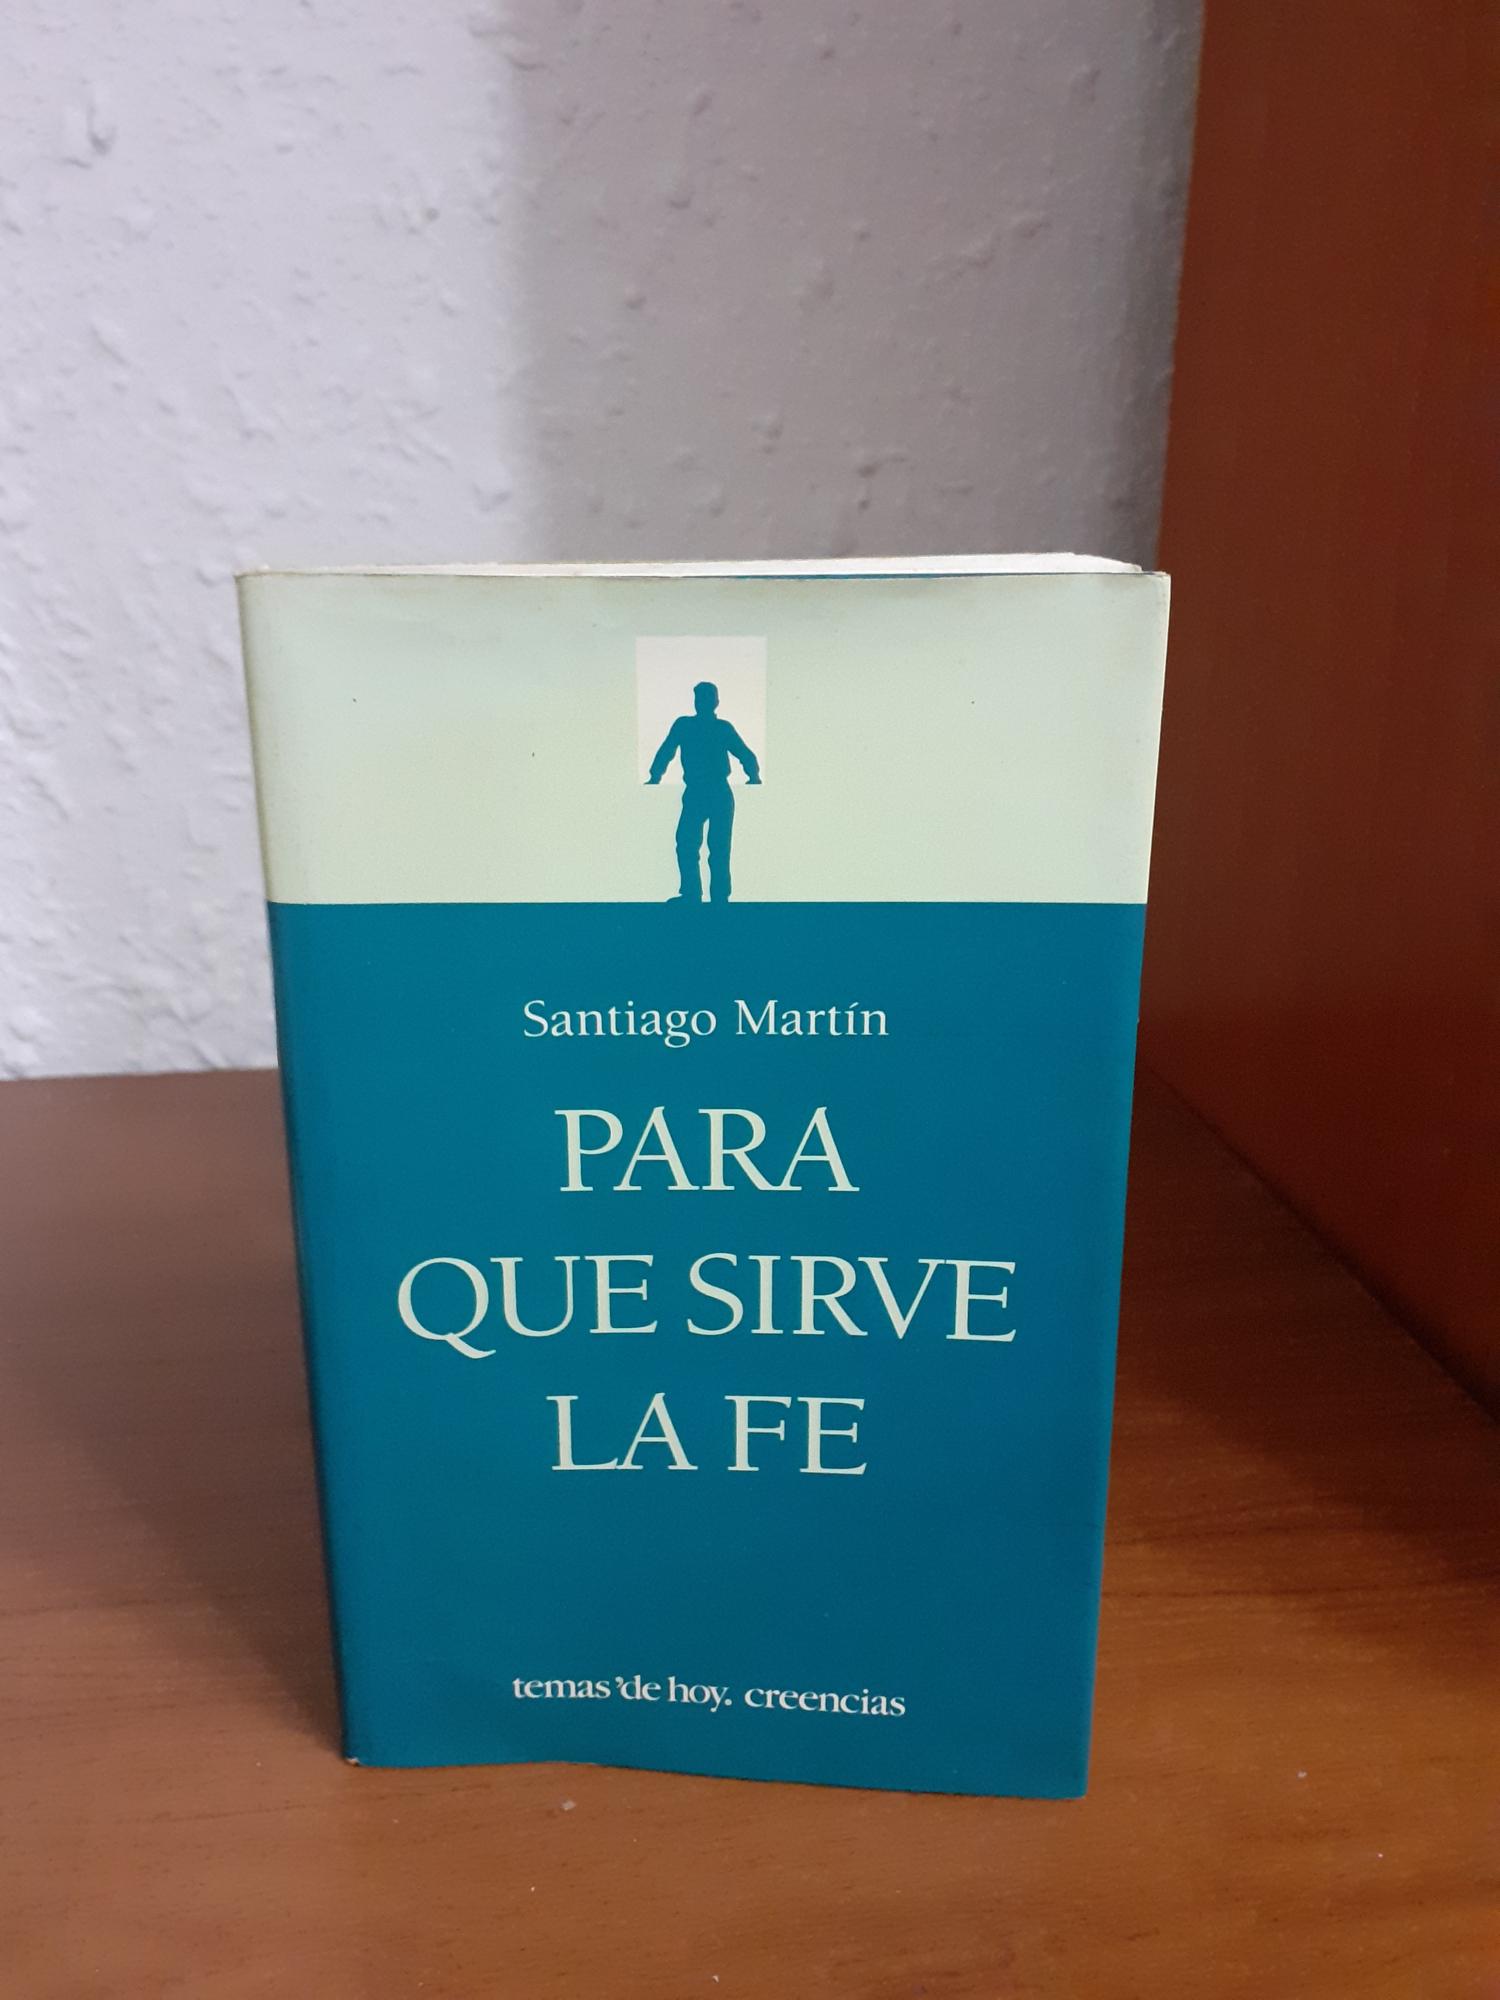 Santiago Martín
PARA
QUE SIRVE
LA FE
temas 'de hoy. creencias